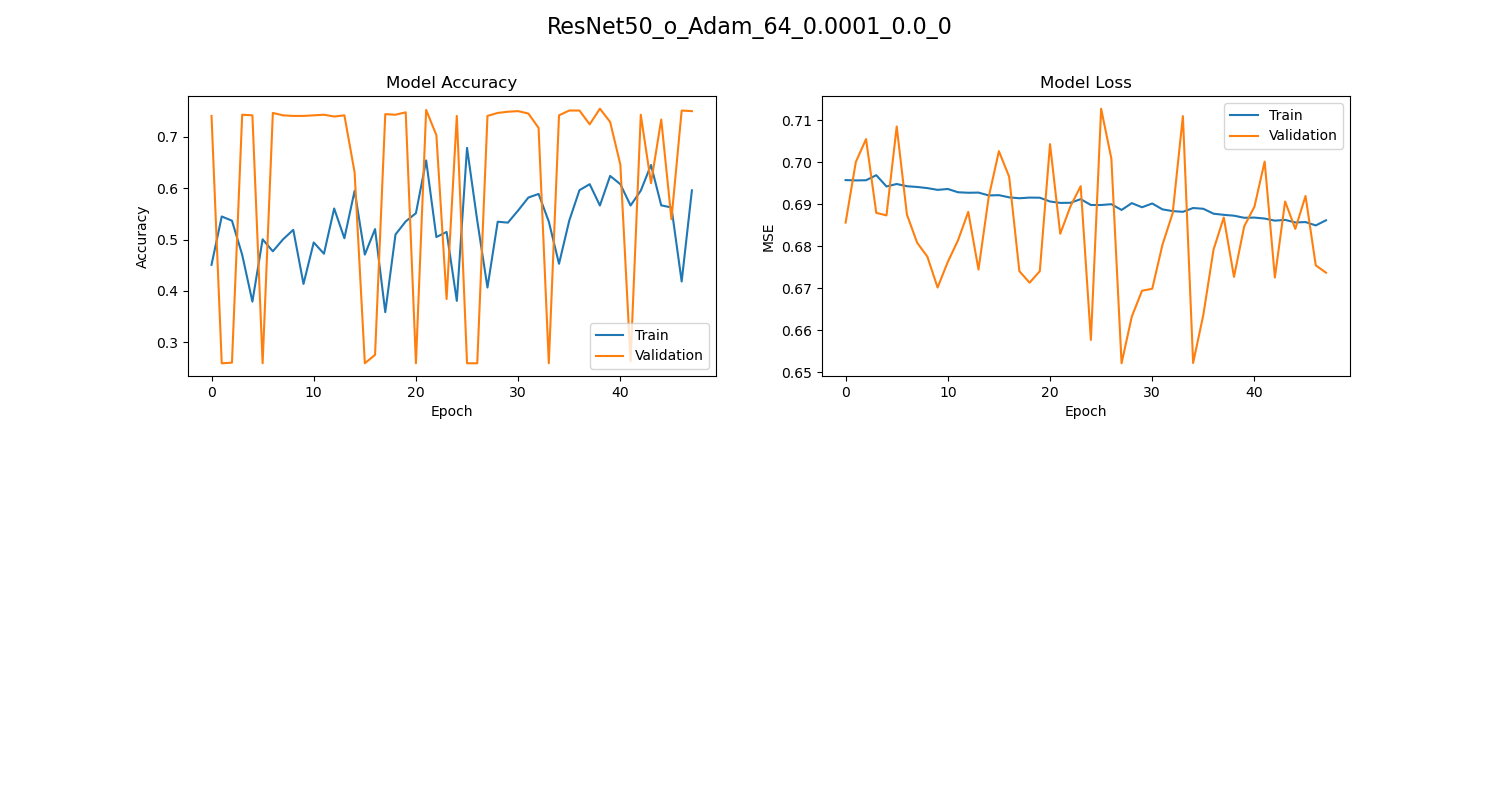 ResNet50_o_Adam_64_0.0001_0.0_0
Model Accuracy
Accuracy
0.7
0.6
0.5
0.4
0.3
Train
Validation
0 10 20 30 40
Epoch
Model Loss
MSE
0.71
0.70
0.69
0.68
0.67
0.66
0.65
Train
Validation
0 10 20 30 40
Epoch